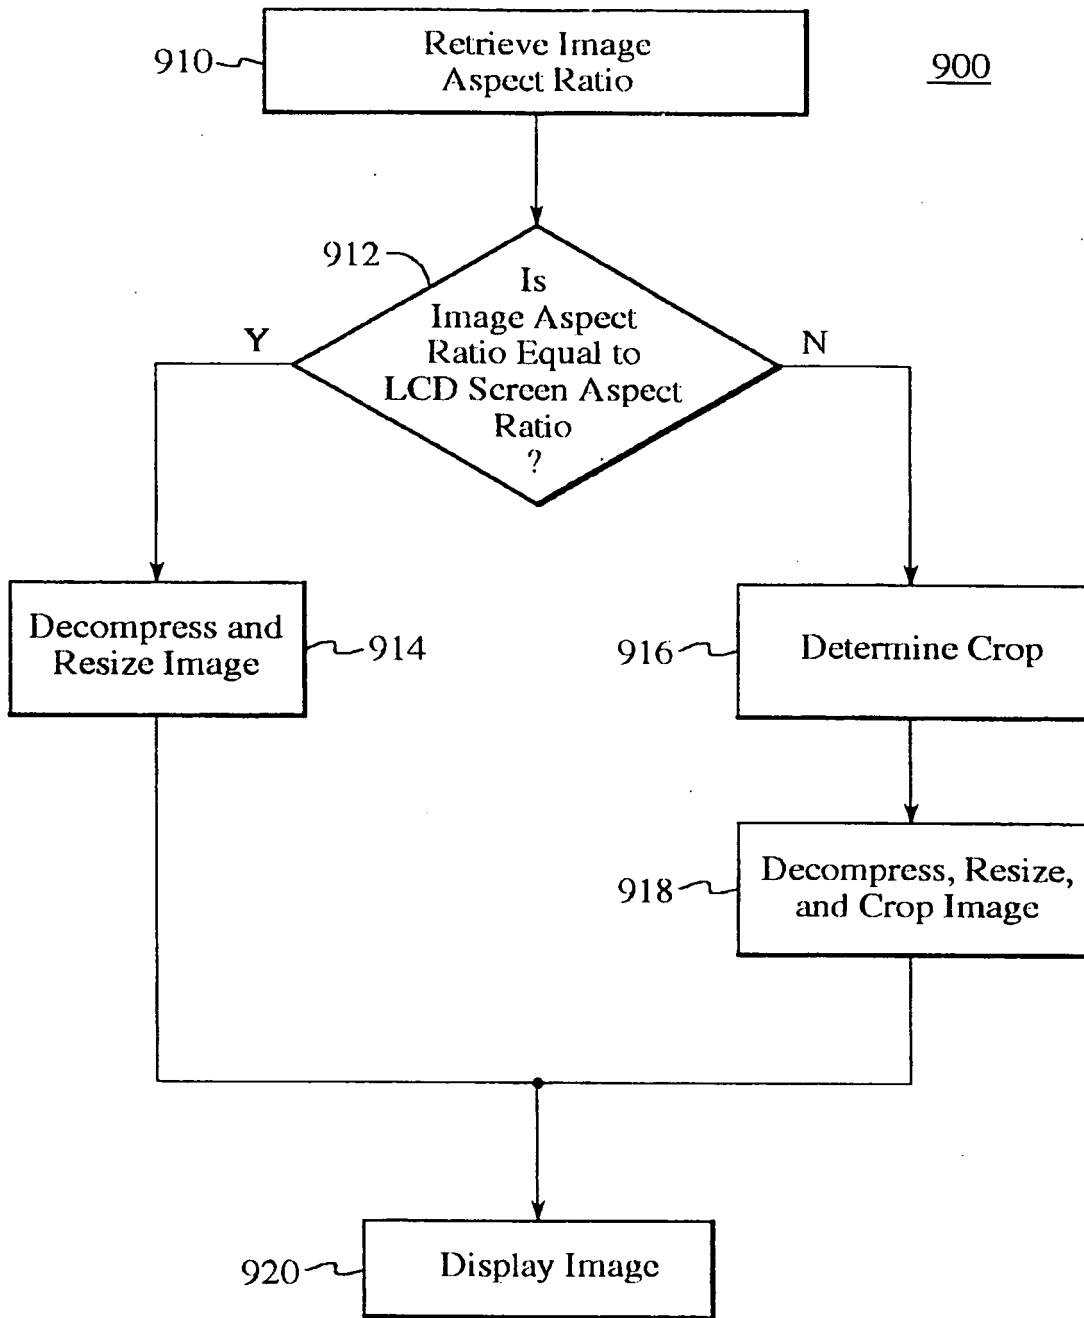 Retrieve Image
Aspect Ratio
910
900
912
Is
Image Aspect
Ratio Equal to
LCD Screen Aspect
Ratio
?
Y
N
Decompress and
Resize Image
914
916
Determine Crop
918
Decompress, Resize,
and Crop Image
920
Display Image